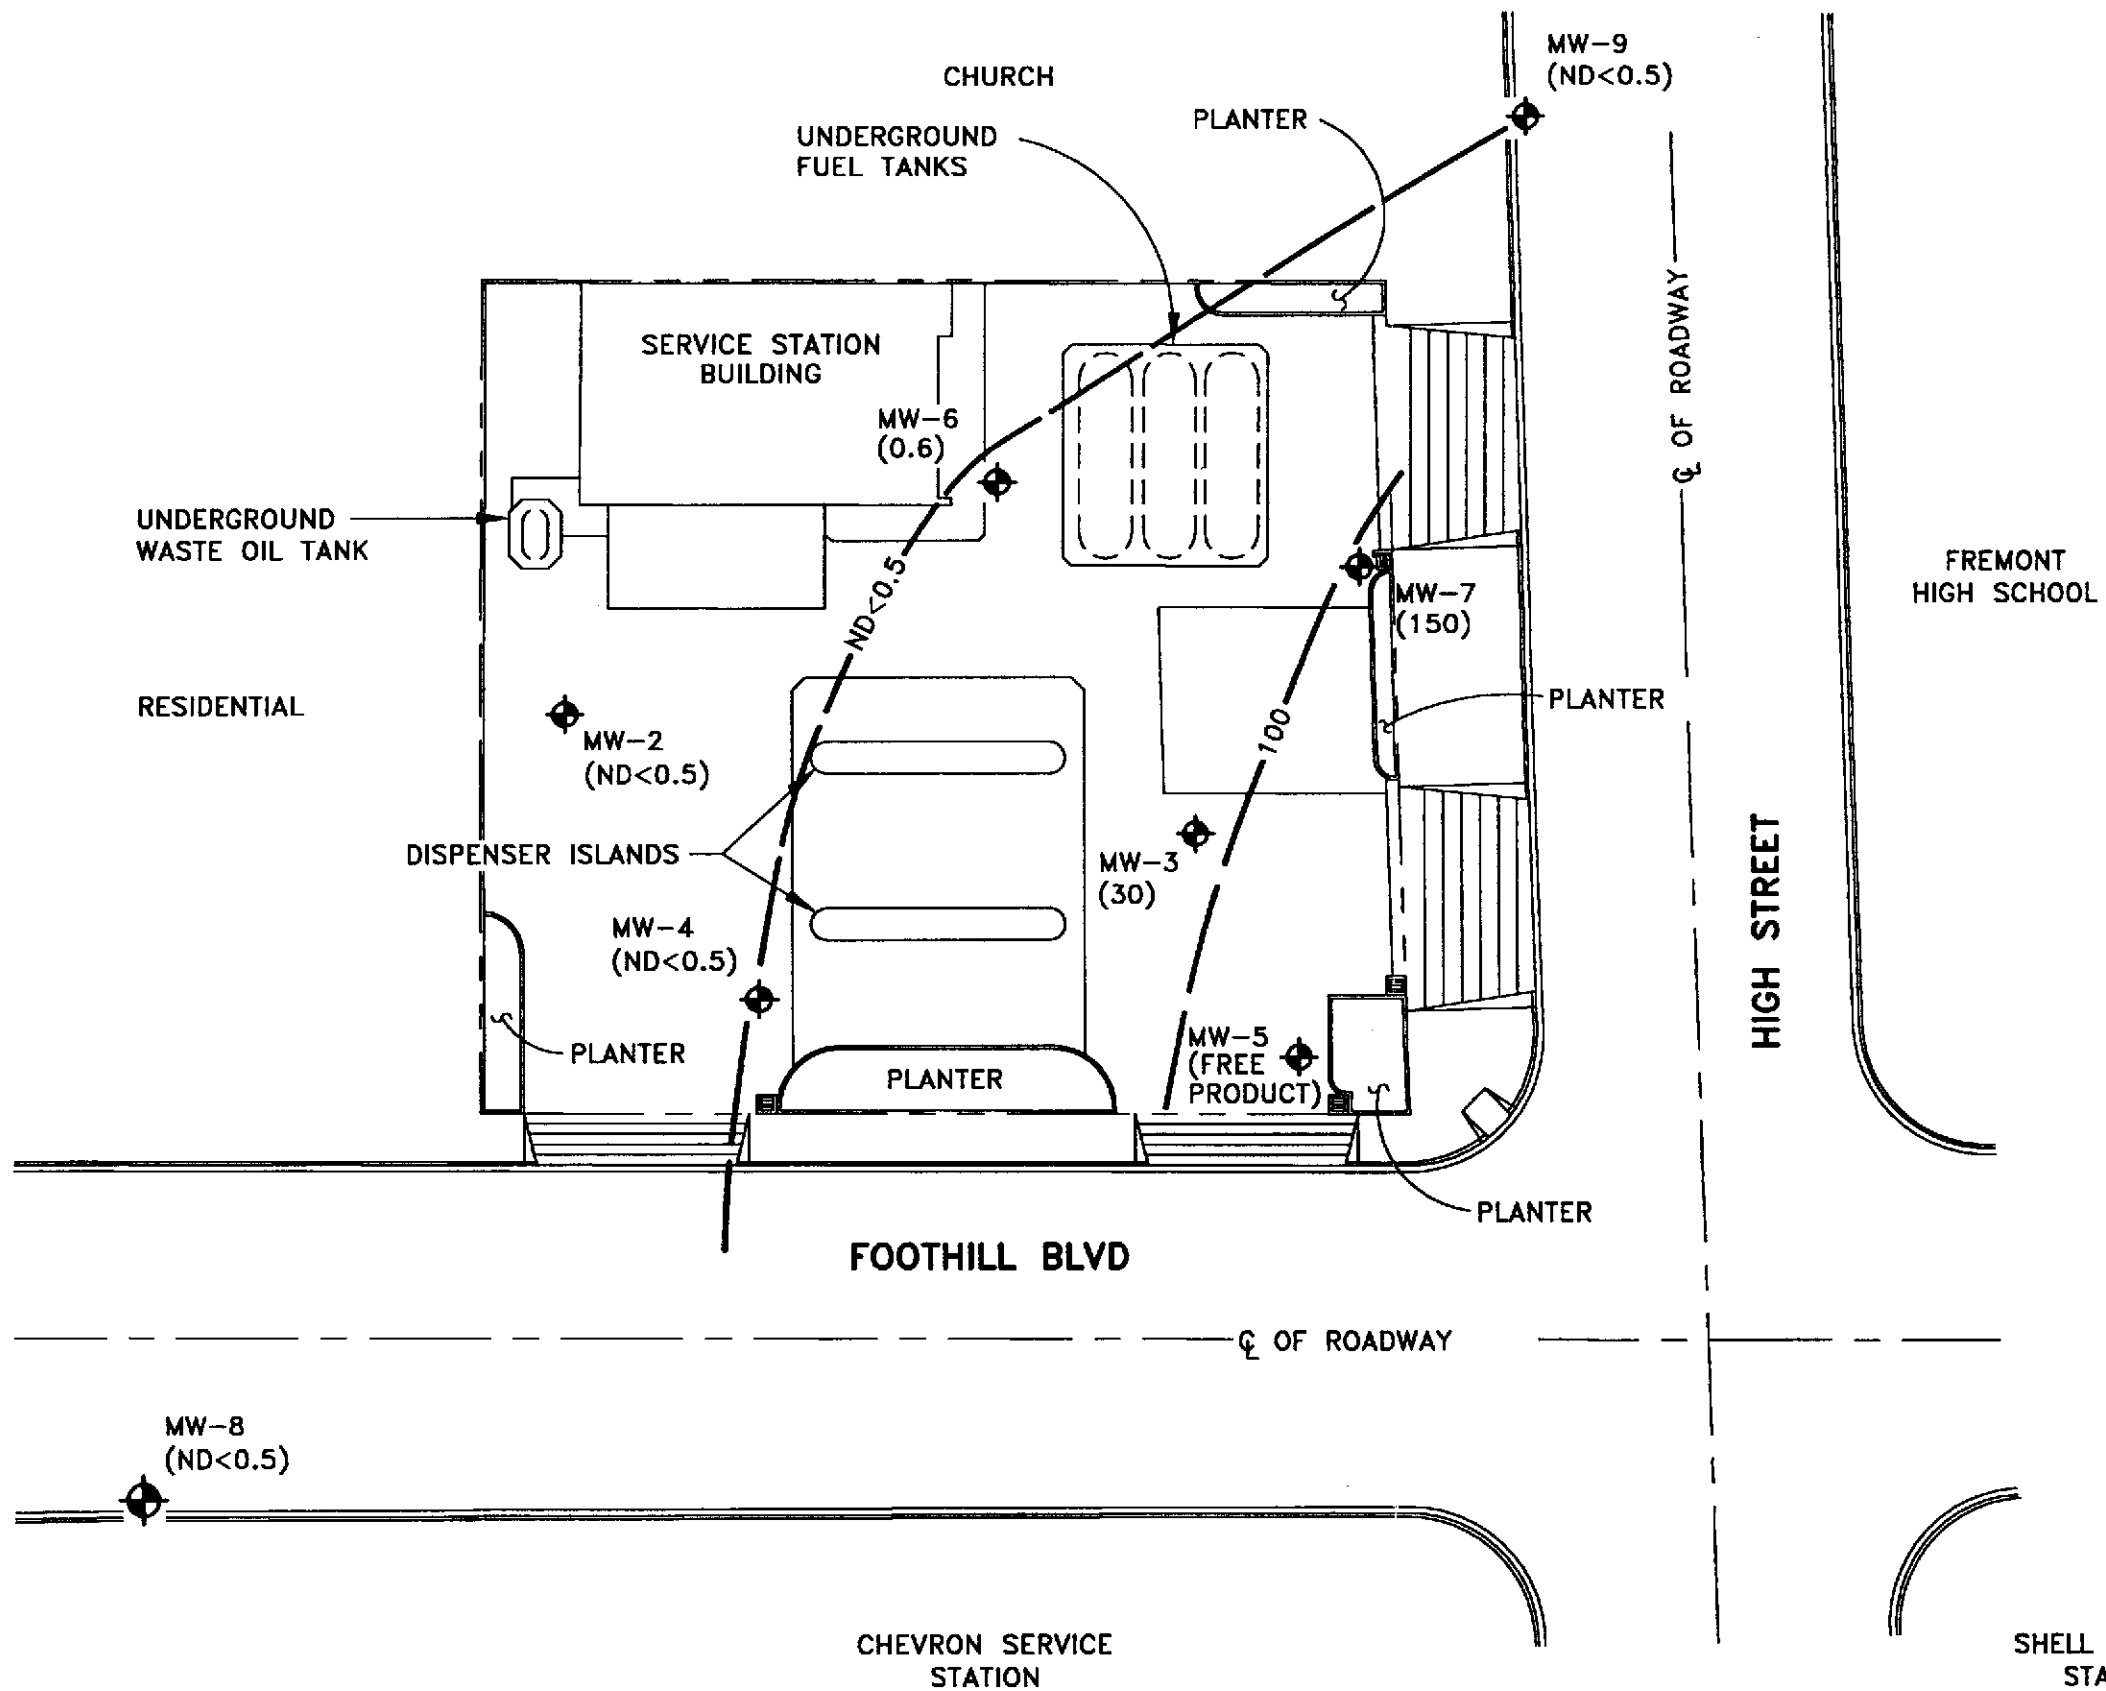 MW-9
(ND<0.5)
CHURCH
PLANTER
UNDERGROUND
FUEL TANKS
SERVICE STATION
BUILDING
MW-6
(0.6)
℄ OF ROADWAY
UNDERGROUND
WASTE OIL TANK
FREMONT
HIGH SCHOOL
ND<0.5
MW-7
(150)
RESIDENTIAL
PLANTER
100
MW-2
(ND<0.5)
DISPENSER ISLANDS
MW-3
(30)
HIGH STREET
MW-4
(ND<0.5)
PLANTER
PLANTER
MW-5
(FREE
PRODUCT)
PLANTER
FOOTHILL BLVD
℄ OF ROADWAY
MW-8
(ND<0.5)
CHEVRON SERVICE
STATION
SHELL
STA